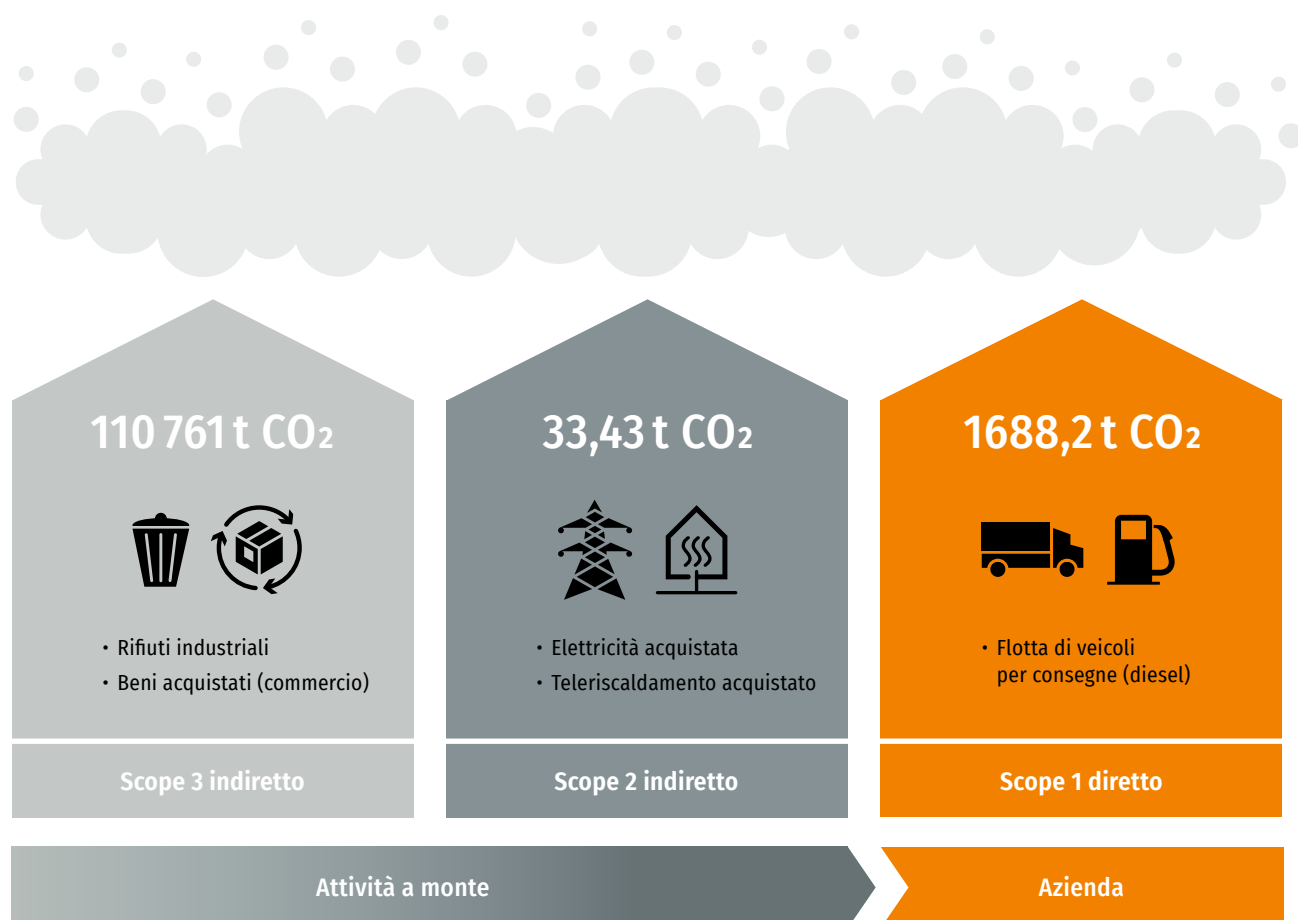 110 761 t CO₂
• Rifiuti industriali
• Beni acquistati (commercio)
Scope 3 indiretto
33,43 t CO₂
• Elettricità acquistata
• Teleriscaldamento acquistato
Scope 2 indiretto
1688,2 t CO₂
• Flotta di veicoli
per consegne (diesel)
Scope 1 diretto
Attività a monte
Azienda